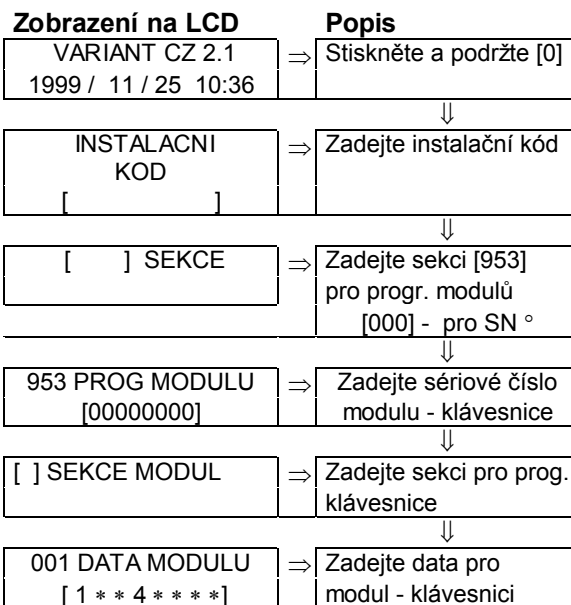 Zobrazení na LCD Popis
VARIANT CZ 2.1 ⇒ Stiskněte a podržte [0]
1999 / 11 / 25 10:36
⇓
INSTALACNI ⇒ Zadejte instalační kód
KOD
[ ]
⇓
[ ] SEKCE ⇒ Zadejte sekci [953]
pro progr. modulů
[000] - pro SN °
⇓
953 PROG MODULU ⇒ Zadejte sériové číslo
[00000000] modulu - klávesnice
⇓
[ ] SEKCE MODUL ⇒ Zadejte sekci pro prog.
klávesnice
⇓
001 DATA MODULU ⇒ Zadejte data pro
[ 1 * * 4 * * * *] modul - klávesnici